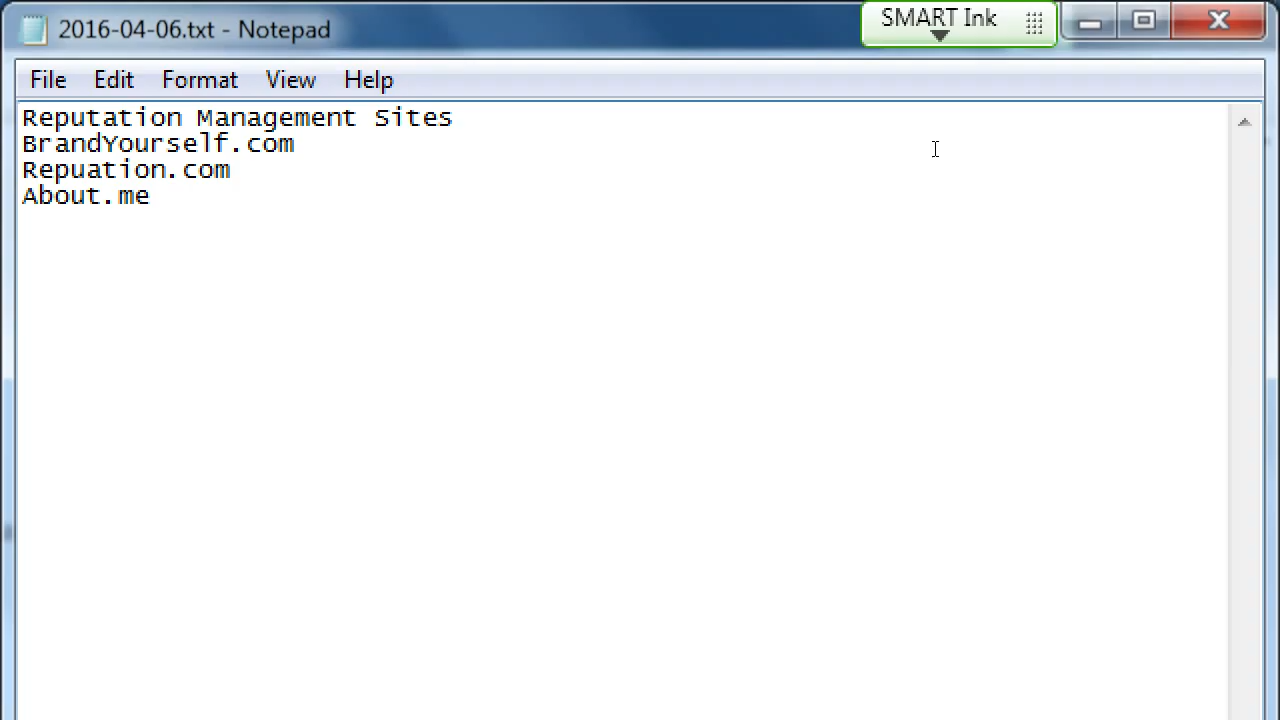 2016-04-06.txt - Notepad
SMART Ink
File Edit Format View Help
Reputation Management Sites
BrandYourself.com
Repuation.com
About.me